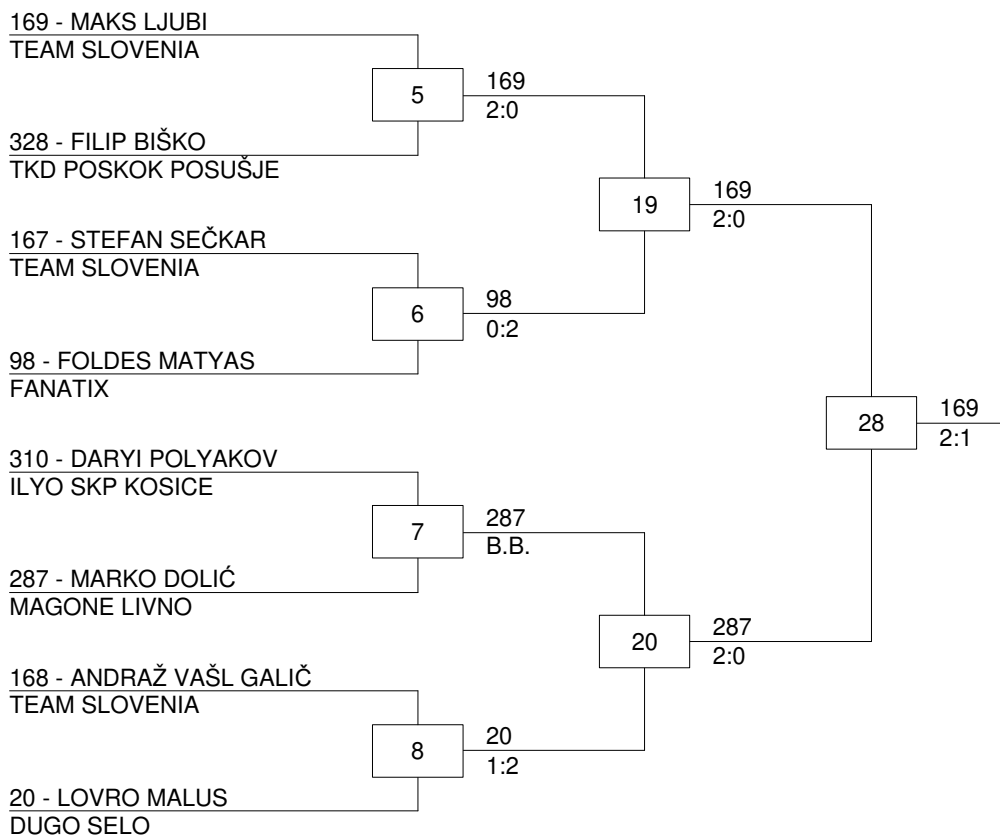 169 - MAKS LJUBI
TEAM SLOVENIA
5
169
2:0
328 - FILIP BIŠKO
TKD POSKOK POSUŠJE
19
169
2:0
167 - STEFAN SEČKAR
TEAM SLOVENIA
6
98
0:2
98 - FOLDES MATYAS
FANATIX
28
169
2:1
310 - DARYI POLYAKOV
ILYO SKP KOSICE
7
287
B.B.
287 - MARKO DOLIĆ
MAGONE LIVNO
20
287
2:0
168 - ANDRAŽ VAŠL GALIČ
TEAM SLOVENIA
8
20
1:2
20 - LOVRO MALUS
DUGO SELO